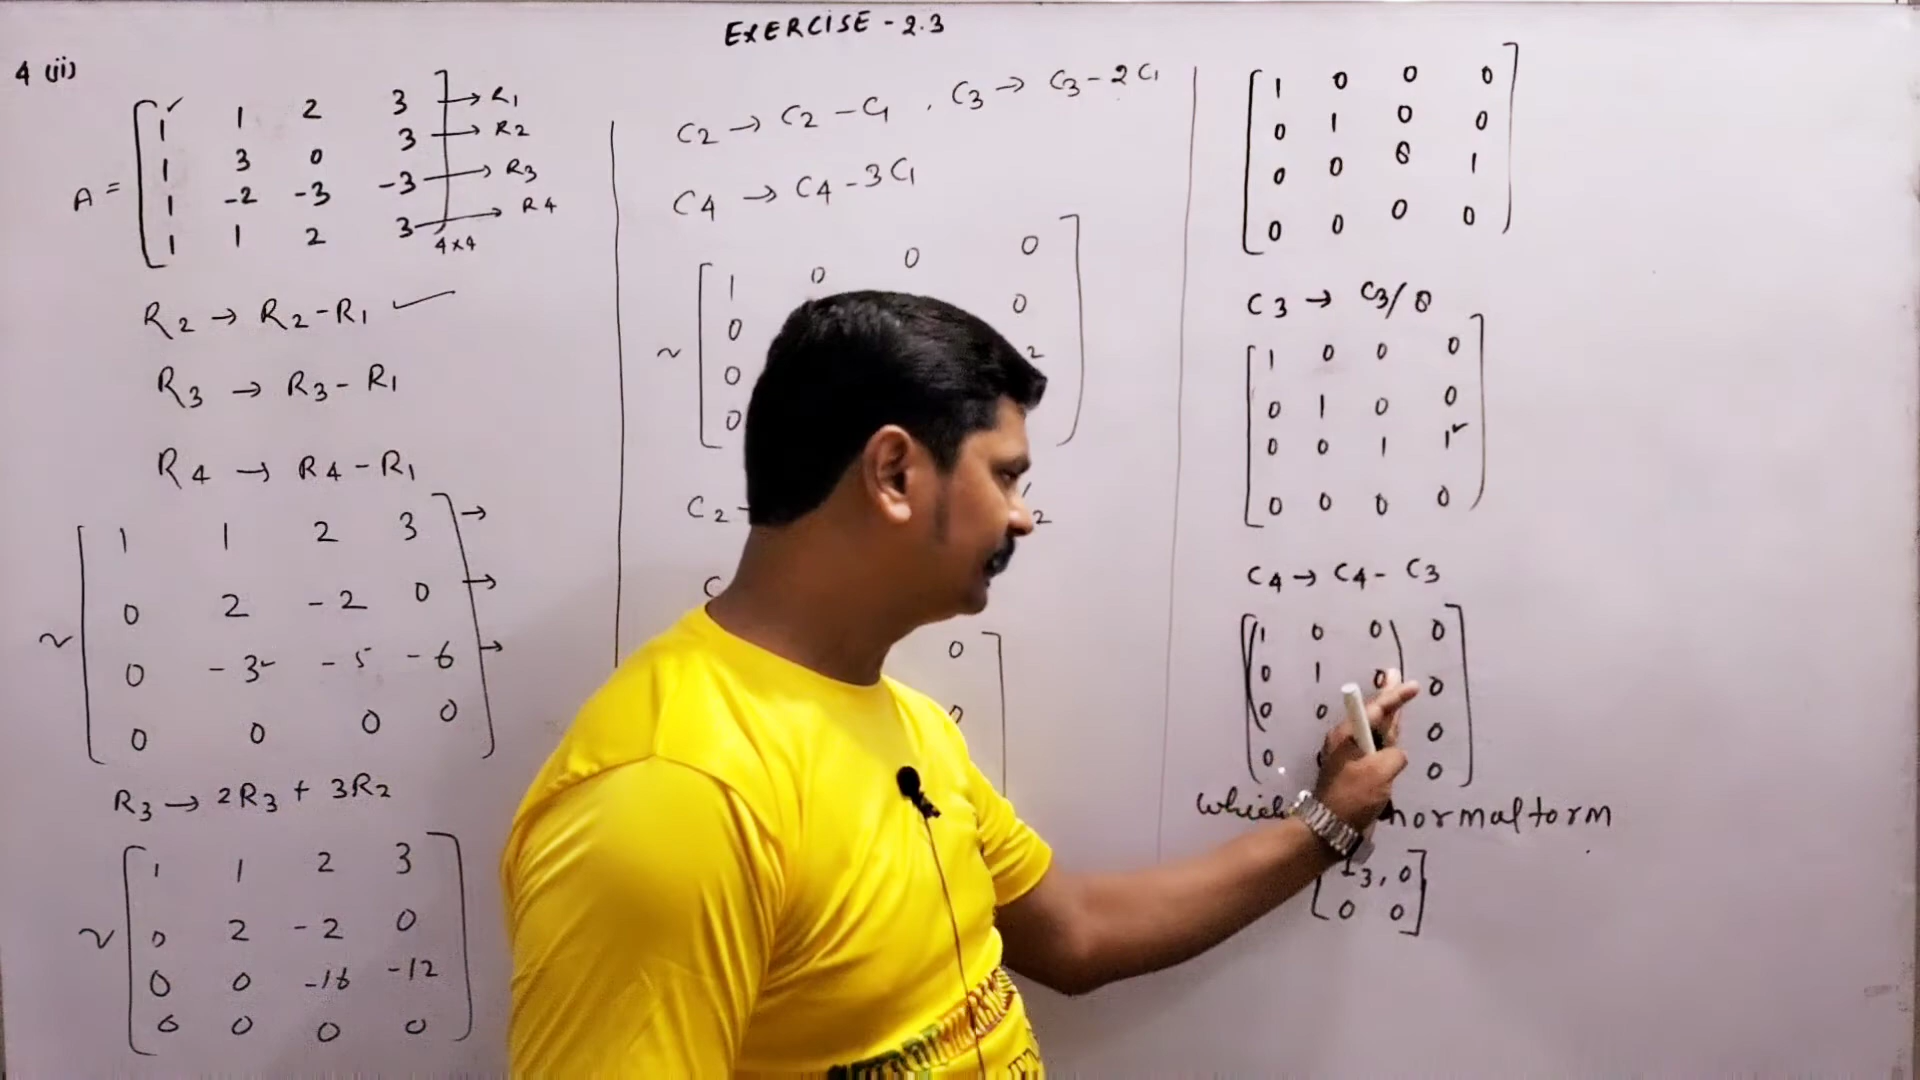 EXERCISE - 2.3
4 (ii)
A = [ 1 1 2 3 ] → R1
1 3 0 3 → R2
1 -2 -3 -3 → R3
1 1 2 3 → R4
4×4
R2 → R2 - R1
R3 → R3 - R1
R4 → R4 - R1
~ [ 1 1 2 3 ] →
0 2 -2 0 →
0 -3 -5 -6 →
0 0 0 0
R3 → 2R3 + 3R2
~ [ 1 1 2 3 ]
0 2 -2 0
0 0 -16 -12
0 0 0 0
C2 → C2 - C1 , C3 → C3 - 2C1
C4 → C4 - 3C1
~ [ 1 0 0 0 ]
0 0
0 2
0
C2
2
C
0
0
[ 1 0 0 0 ]
0 1 0 0
0 0 8 1
0 0 0 0
C3 → C3/8
[ 1 0 0 0 ]
0 1 0 0
0 0 1 1
0 0 0 0
C4 → C4 - C3
[ 1 0 0 0 ]
0 1 0 0
0 0 0
0 0
which normal form
[ I3, 0 ]
0 0